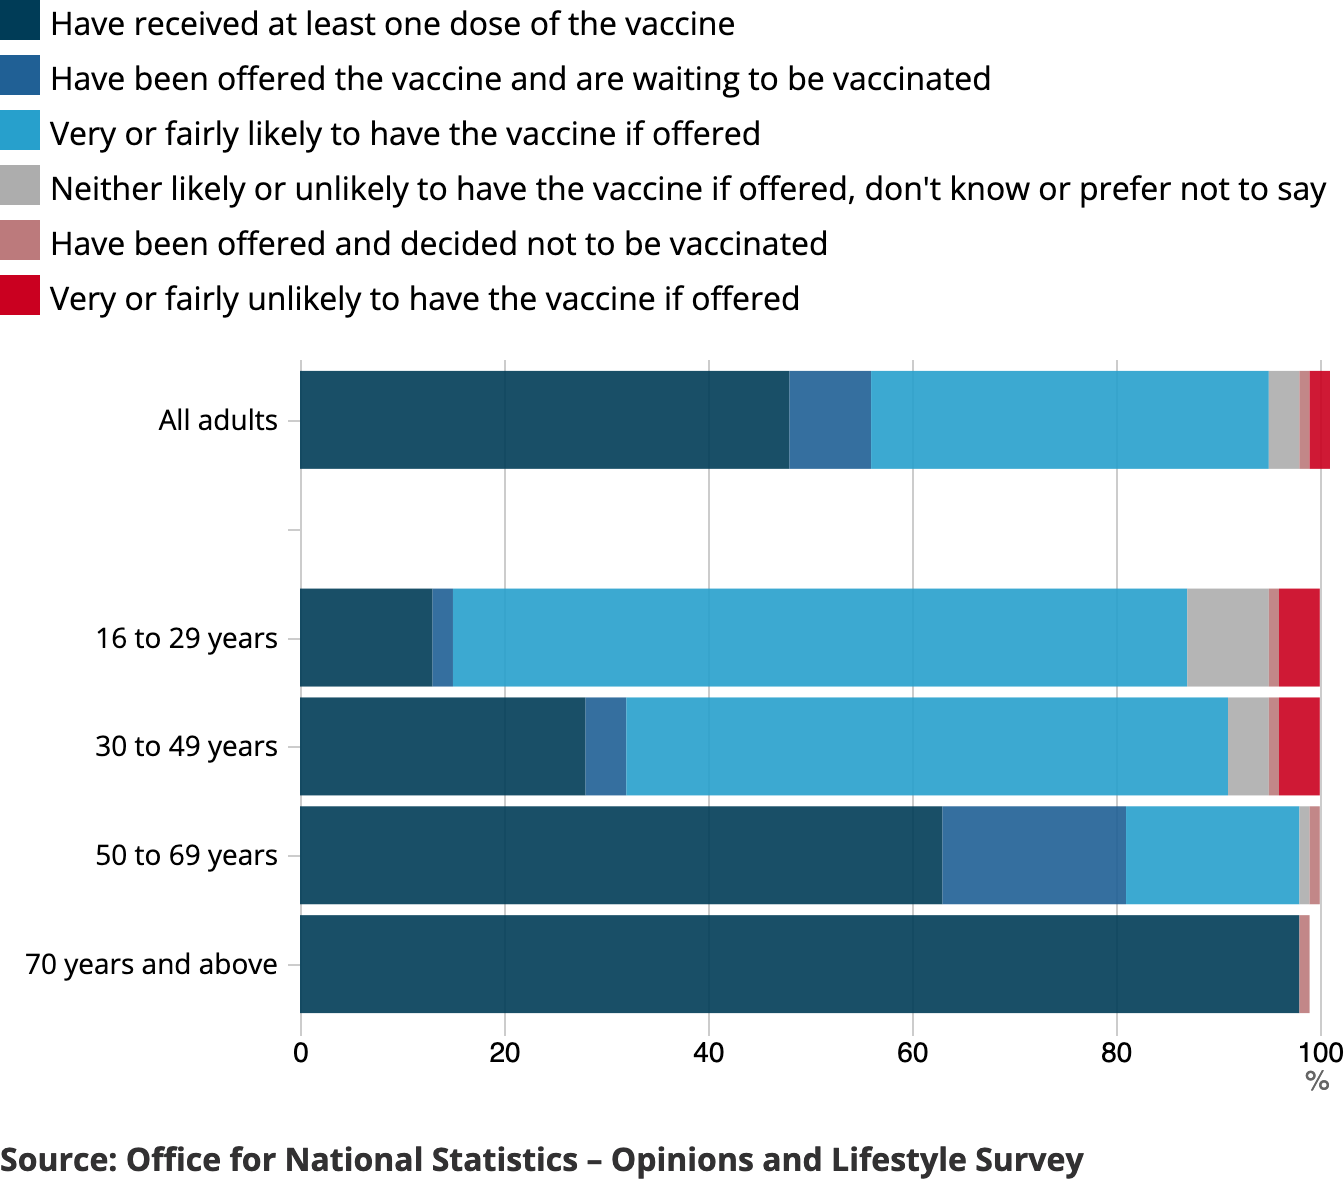 Have received at least one dose of the vaccine
Have been offered the vaccine and are waiting to be vaccinated
Very or fairly likely to have the vaccine if offered
Neither likely or unlikely to have the vaccine if offered, don't know or prefer not to say
Have been offered and decided not to be vaccinated
Very or fairly unlikely to have the vaccine if offered
All adults
16 to 29 years
30 to 49 years
50 to 69 years
70 years and above
0 20 40 60 80 100
%
Source: Office for National Statistics – Opinions and Lifestyle Survey